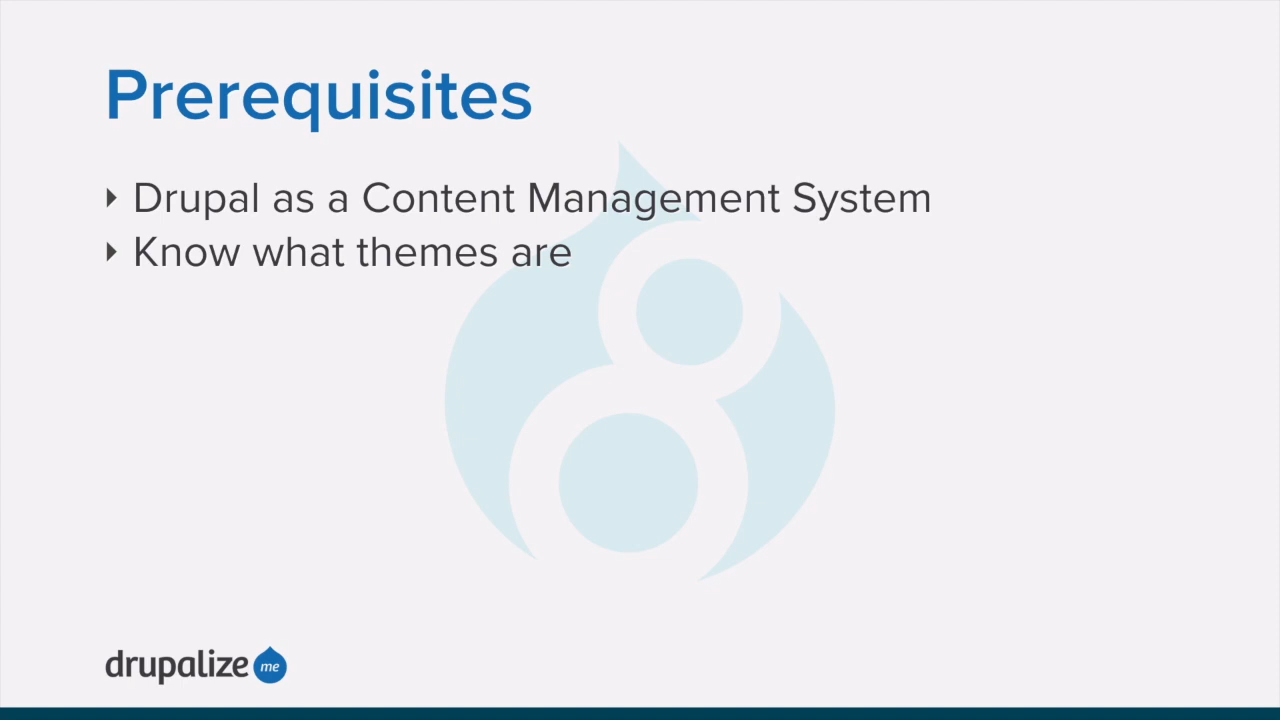 Prerequisites
Drupal as a Content Management System
Know what themes are
drupalize me